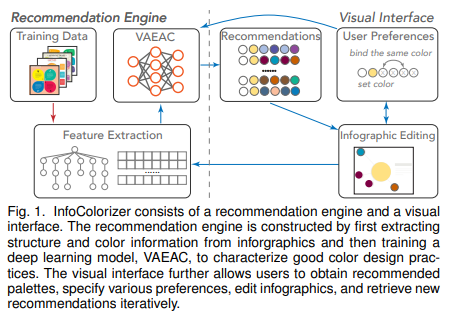 Recommendation Engine
Visual Interface
Training Data
VAEAC
Recommendations
User Preferences
bind the same color
set color
Feature Extraction
Infographic Editing
Fig. 1. InfoColorizer consists of a recommendation engine and a visual
interface. The recommendation engine is constructed by first extracting
structure and color information from inforgraphics and then training a
deep learning model, VAEAC, to characterize good color design prac-
tices. The visual interface further allows users to obtain recommended
palettes, specify various preferences, edit infographics, and retrieve new
recommendations iteratively.